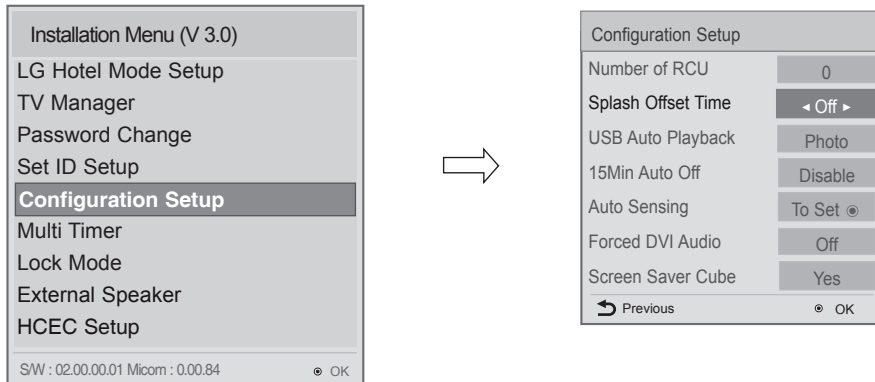 Installation Menu (V 3.0)
LG Hotel Mode Setup
TV Manager
Password Change
Set ID Setup
Configuration Setup
Multi Timer
Lock Mode
External Speaker
HCEC Setup
S/W : 02.00.00.01 Micom : 0.00.84 ◉ OK
Configuration Setup
Number of RCU 0
Splash Offset Time ◄ Off ►
USB Auto Playback Photo
15Min Auto Off Disable
Auto Sensing To Set ◉
Forced DVI Audio Off
Screen Saver Cube Yes
Previous ◉ OK